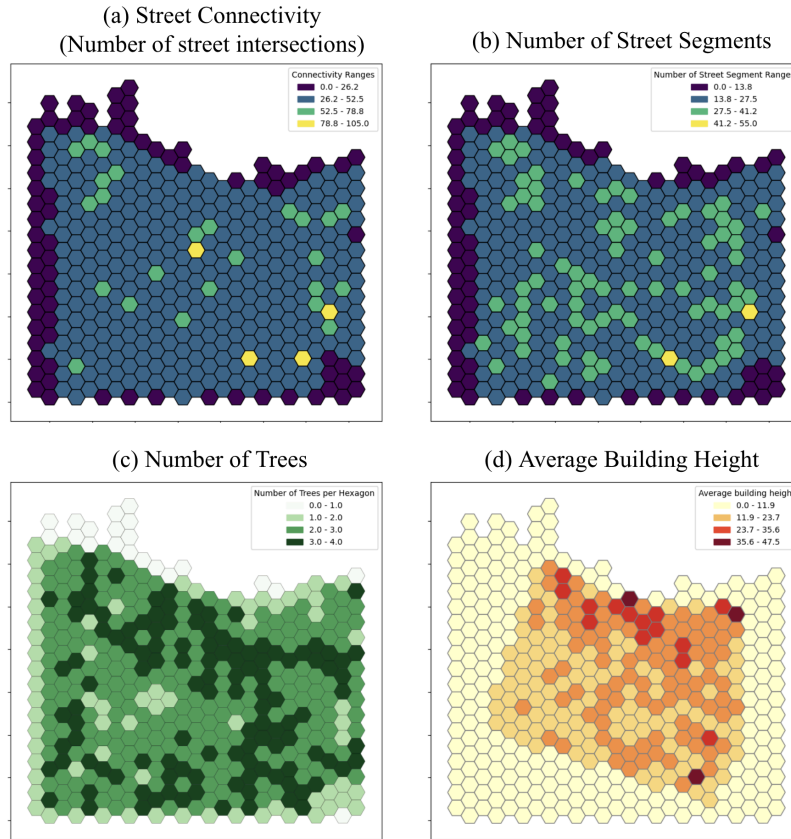 (a) Street Connectivity
(Number of street intersections)
(b) Number of Street Segments
Connectivity Ranges
0.0 - 26.2
26.2 - 52.5
52.5 - 78.8
78.8 - 105.0
Number of Street Segment Range
0.0 - 13.8
13.8 - 27.5
27.5 - 41.2
41.2 - 55.0
(c) Number of Trees
(d) Average Building Height
Number of Trees per Hexagon
0.0 - 1.0
1.0 - 2.0
2.0 - 3.0
3.0 - 4.0
Average building heigh
0.0 - 11.9
11.9 - 23.7
23.7 - 35.6
35.6 - 47.5